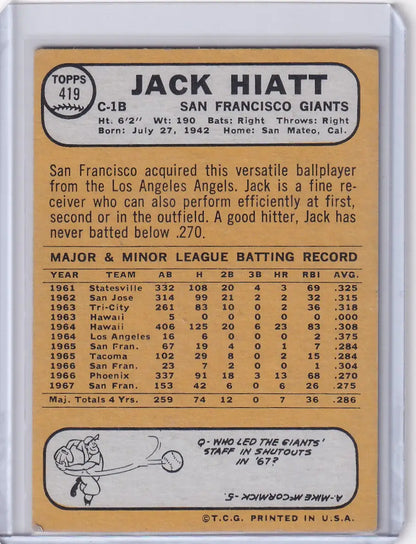 TOPPS
419
JACK HIATT
C-1B SAN FRANCISCO GIANTS
Ht. 6'2" Wt: 190 Bats: Right Throws: Right
Born: July 27, 1942 Home: San Mateo, Cal.
San Francisco acquired this versatile ballplayer
from the Los Angeles Angels. Jack is a fine re-
ceiver who can also perform efficiently at first,
second or in the outfield. A good hitter, Jack has
never batted below .270.
MAJOR & MINOR LEAGUE BATTING RECORD
YEAR TEAM AB H 2B 3B HR RBI AVG.
1961 Statesville 332 108 20 4 3 69 .325
1962 San Jose 314 99 21 2 2 64 .315
1963 Tri-City 261 83 10 0 2 36 .318
1963 Hawaii 5 0 0 0 0 0 .000
1964 Hawaii 406 125 20 6 23 83 .308
1964 Los Angeles 16 6 0 0 0 2 .375
1965 San Fran. 67 19 4 0 1 7 .284
1965 Tacoma 102 29 8 0 2 15 .284
1966 San Fran. 23 7 2 0 0 1 .304
1966 Phoenix 337 91 18 3 13 68 .270
1967 San Fran. 153 42 6 0 6 26 .275
Maj. Totals 4 Yrs. 259 74 12 0 7 36 .286
Q- WHO LED THE GIANTS'
STAFF IN SHUTOUTS
IN '67?
A- MIKE McCORMICK -5.
©T.C.G. PRINTED IN U.S.A.